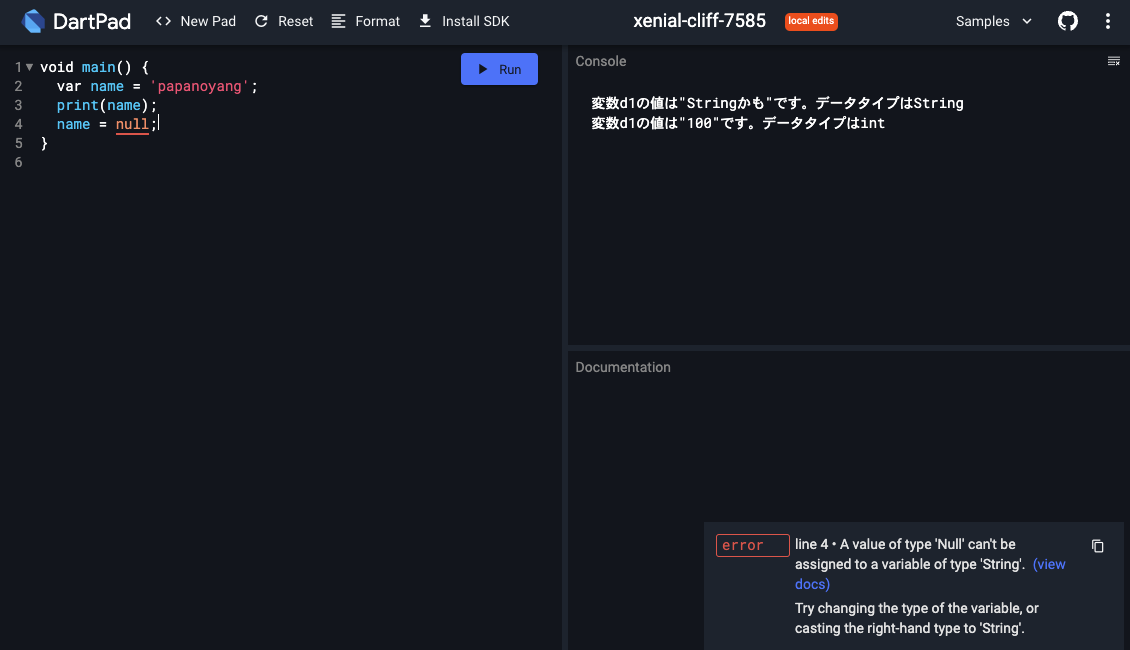 DartPad <> New Pad Reset Format Install SDK xenial-cliff-7585 local edits Samples
1 void main() {
2 var name = 'papanoyang';
3 print(name);
4 name = null;
5 }
6
Run
Console
変数d1の値は"Stringかも"です。データタイプはString
変数d1の値は"100"です。データタイプはint
Documentation
error line 4 • A value of type 'Null' can't be
assigned to a variable of type 'String'. (view
docs)
Try changing the type of the variable, or
casting the right-hand type to 'String'.